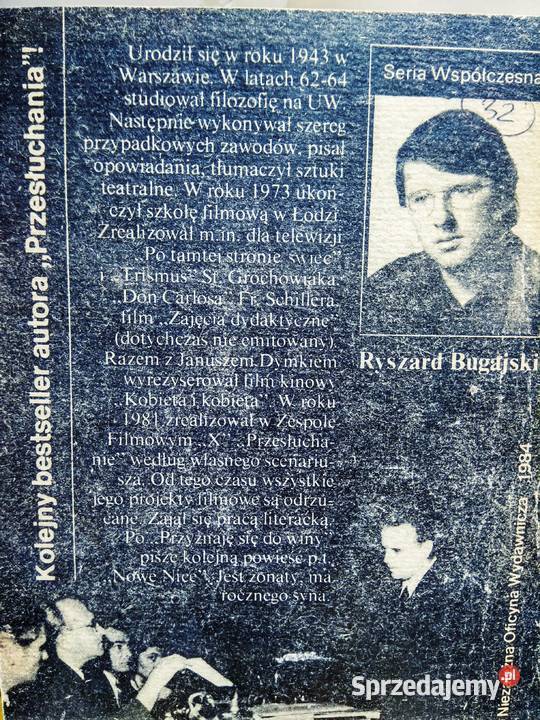 Kolejny bestseller autora „Przesłuchania"!
Urodził się w roku 1943 w
Warszawie. W latach 62-64
studiował filozofię na UW.
Następnie wykonywał szereg
przypadkowych zawodów, pisał
opowiadania, tłumaczył sztuki
teatralne. W roku 1973 ukoń-
czył szkołę filmową w Łodzi.
Zrealizował m.in. dla telewizji
„Po tamtej stronie świec"
i „Trismus" St. Grochowiaka,
„Don Carlosa" Fr. Schillera,
film „Zajęcia dydaktyczne"
(dotychczas nie emitowany).
Razem z Januszem Dymkiem
wyreżyserował film kinowy
„Kobieta i kobieta". W roku
1981 zrealizował w Zespole
Filmowym „X" „Przesłucha-
nie" według własnego scenariu-
sza. Od tego czasu wszystkie
jego projekty filmowe są odrzu-
cane. Zajął się pracą literacką.
Po „Przyznaję się do winy"
pisze kolejną powieść p.t.
„Nowe Nice". Jest żonaty, ma
rocznego syna.
Seria Współczesna
32
Ryszard Bugajski
Oficyna Wydawnicza 1984
Sprzedajemy.pl